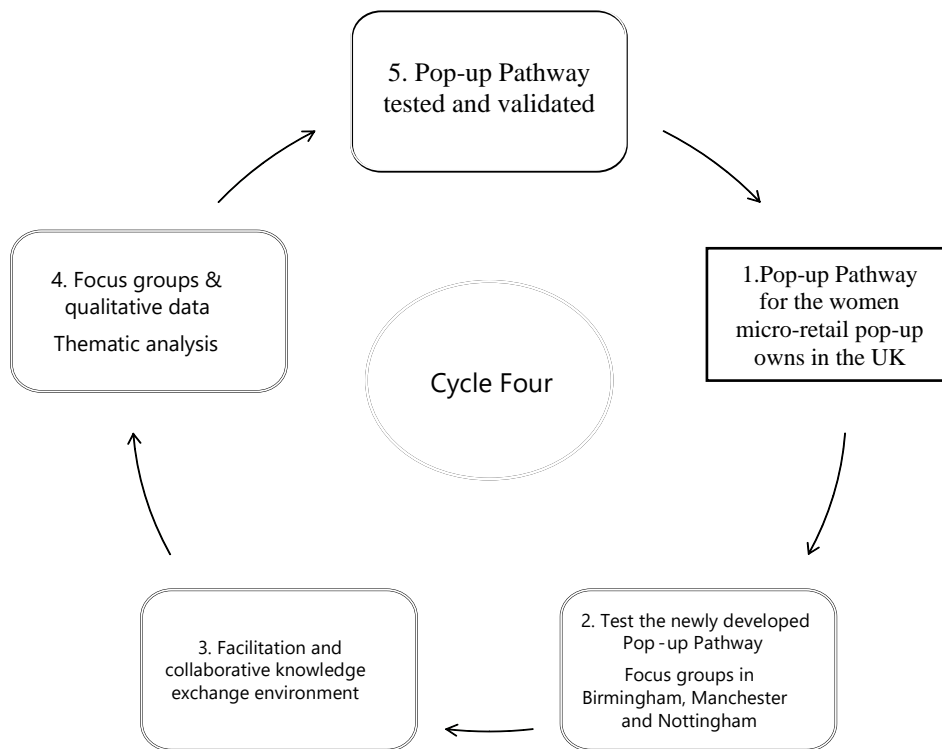 5. Pop-up Pathway
tested and validated
1.Pop-up Pathway
for the women
micro-retail pop-up
owns in the UK
2. Test the newly developed
Pop-up Pathway
Focus groups in
Birmingham, Manchester
and Nottingham
3. Facilitation and
collaborative knowledge
exchange environment
4. Focus groups &
qualitative data
Thematic analysis
Cycle Four